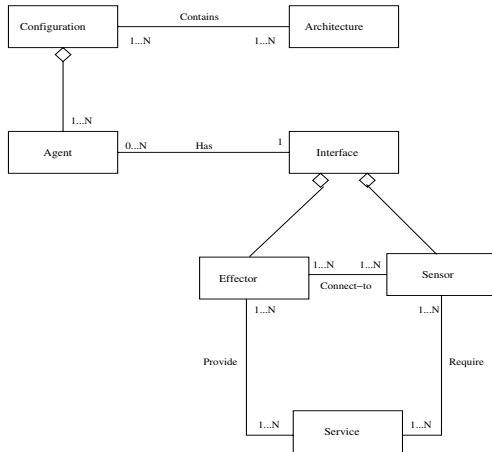 Configuration
Contains
Architecture
1...N
1...N
1...N
Agent
0...N
Has
1
Interface
Effector
1...N
1...N
Sensor
Connect−to
1...N
1...N
Provide
Require
1...N
Service
1...N